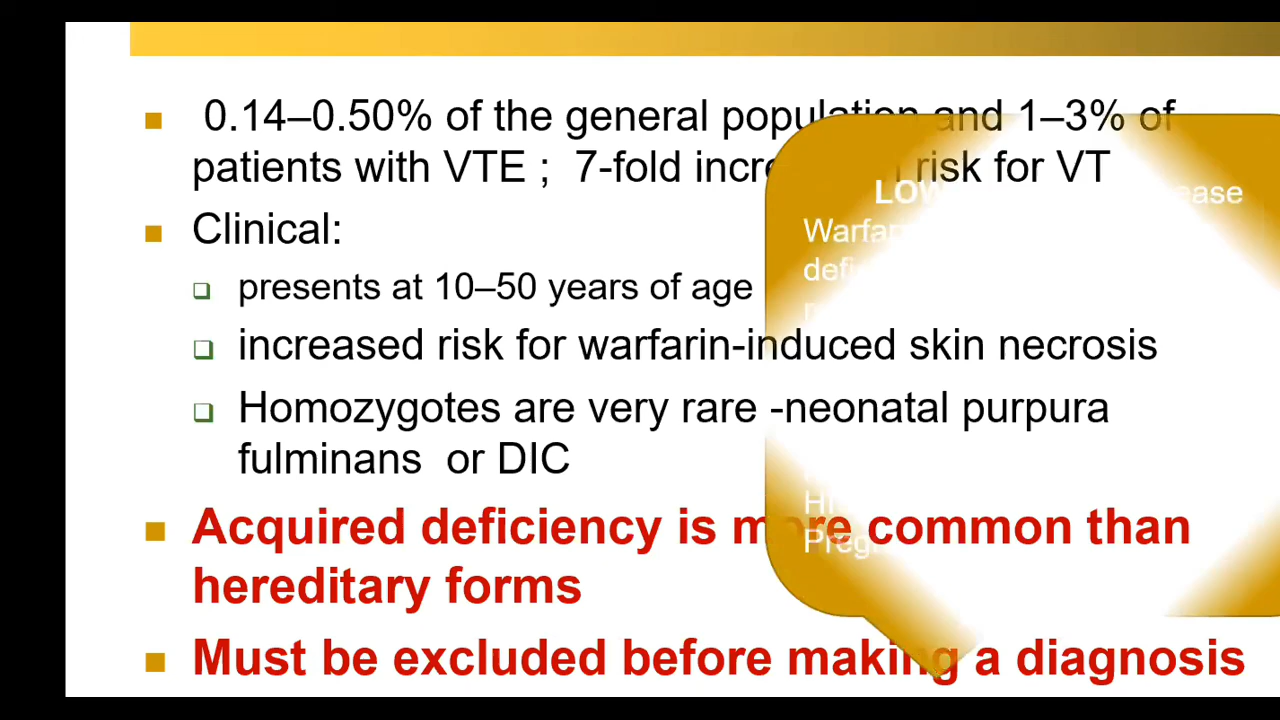 0.14–0.50% of the general population and 1–3% of
patients with VTE ; 7-fold risk for VT
Clinical:
presents at 10–50 years of age
increased risk for warfarin-induced skin necrosis
Homozygotes are very rare -neonatal purpura
fulminans or DIC
Acquired deficiency is more common than
hereditary forms
Must be excluded before making a diagnosis